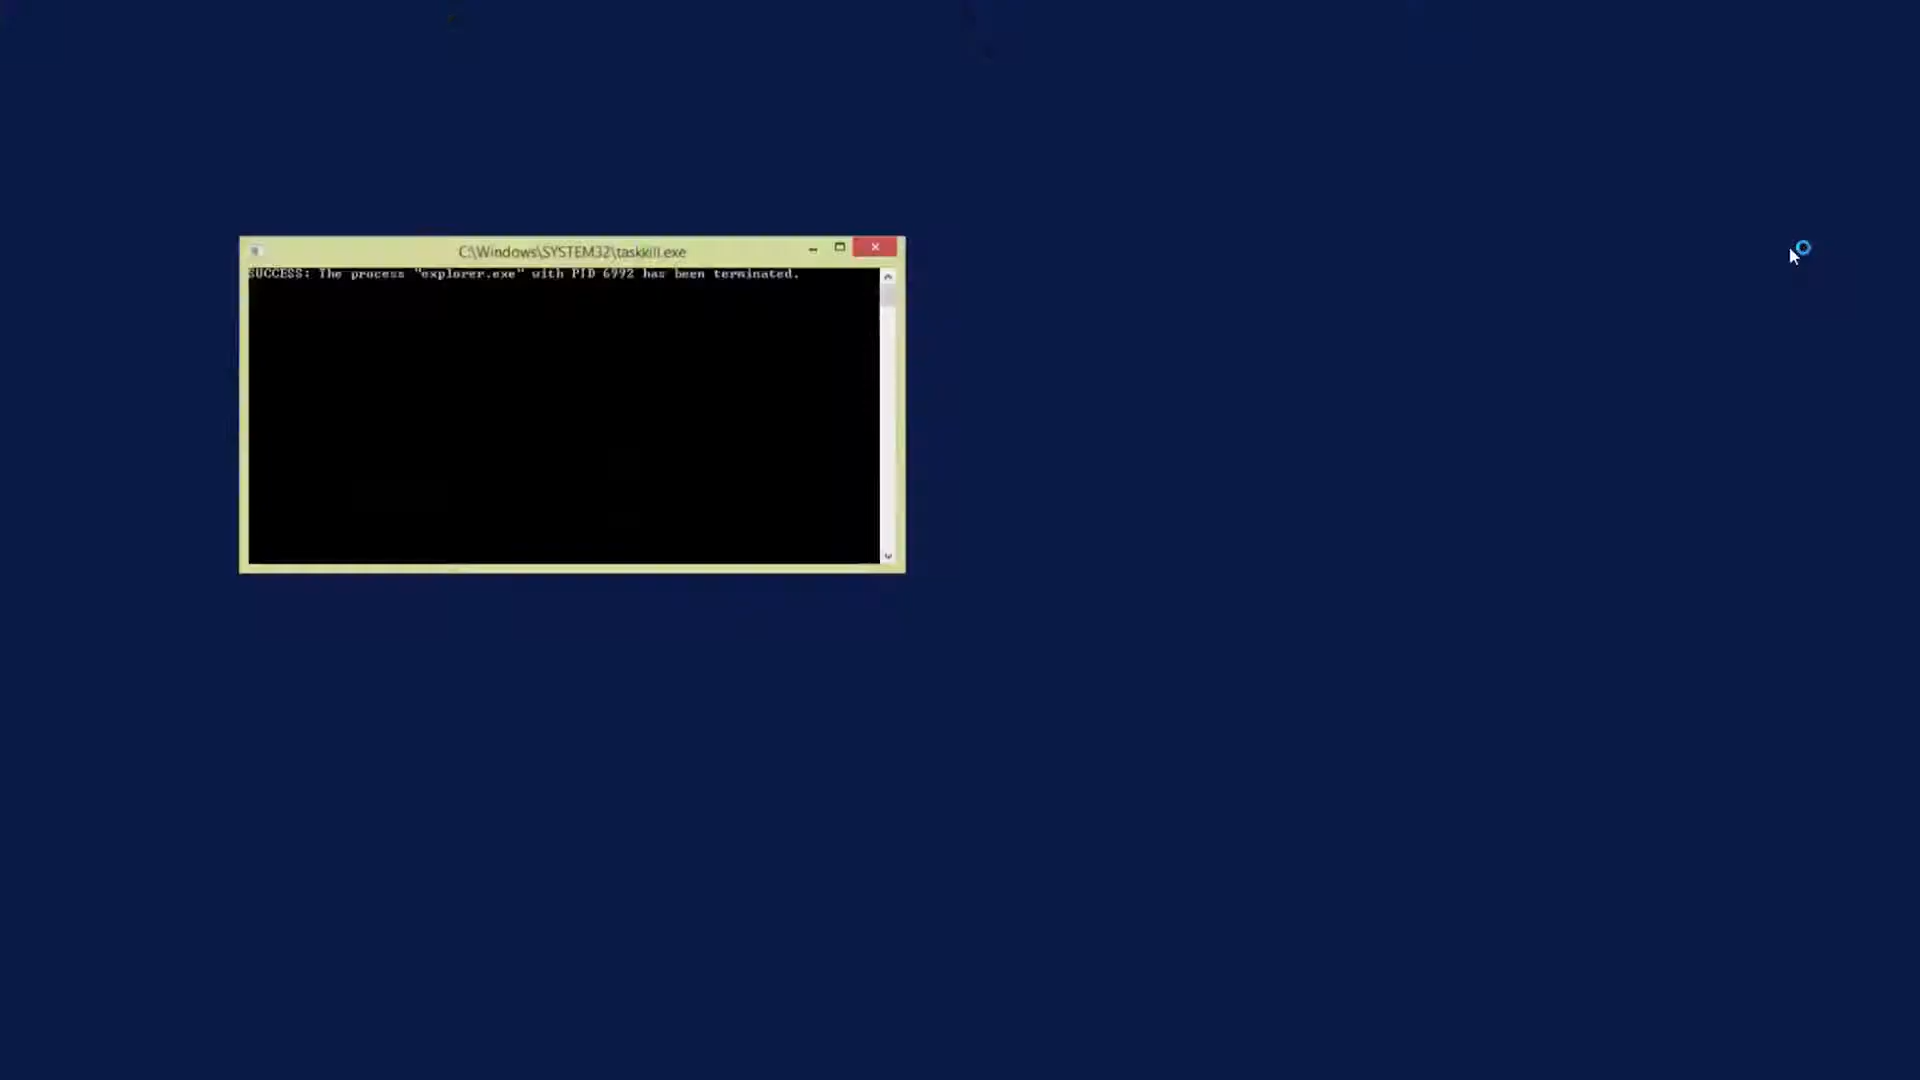 C:\Windows\SYSTEM32\taskkill.exe
SUCCESS: The process "explorer.exe" with PID 6992 has been terminated.